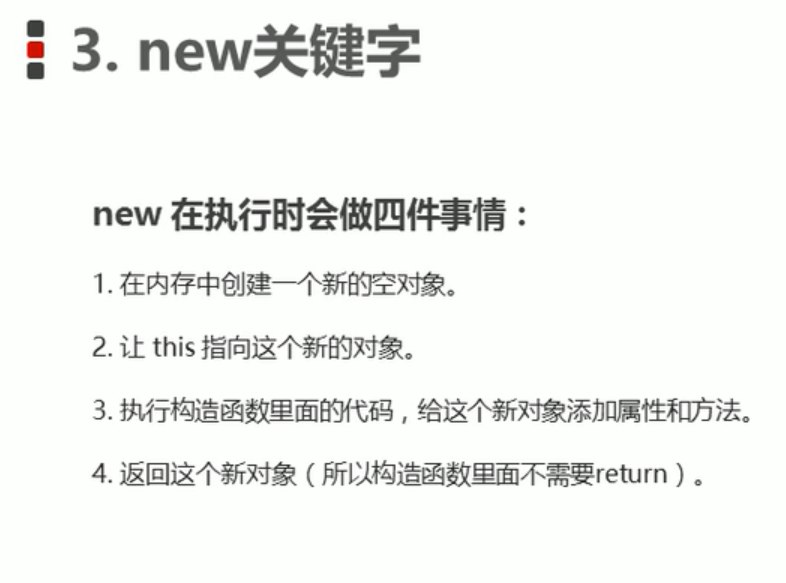 3. new关键字
new 在执行时会做四件事情：
1. 在内存中创建一个新的空对象。
2. 让 this 指向这个新的对象。
3. 执行构造函数里面的代码，给这个新对象添加属性和方法。
4. 返回这个新对象（所以构造函数里面不需要return）。